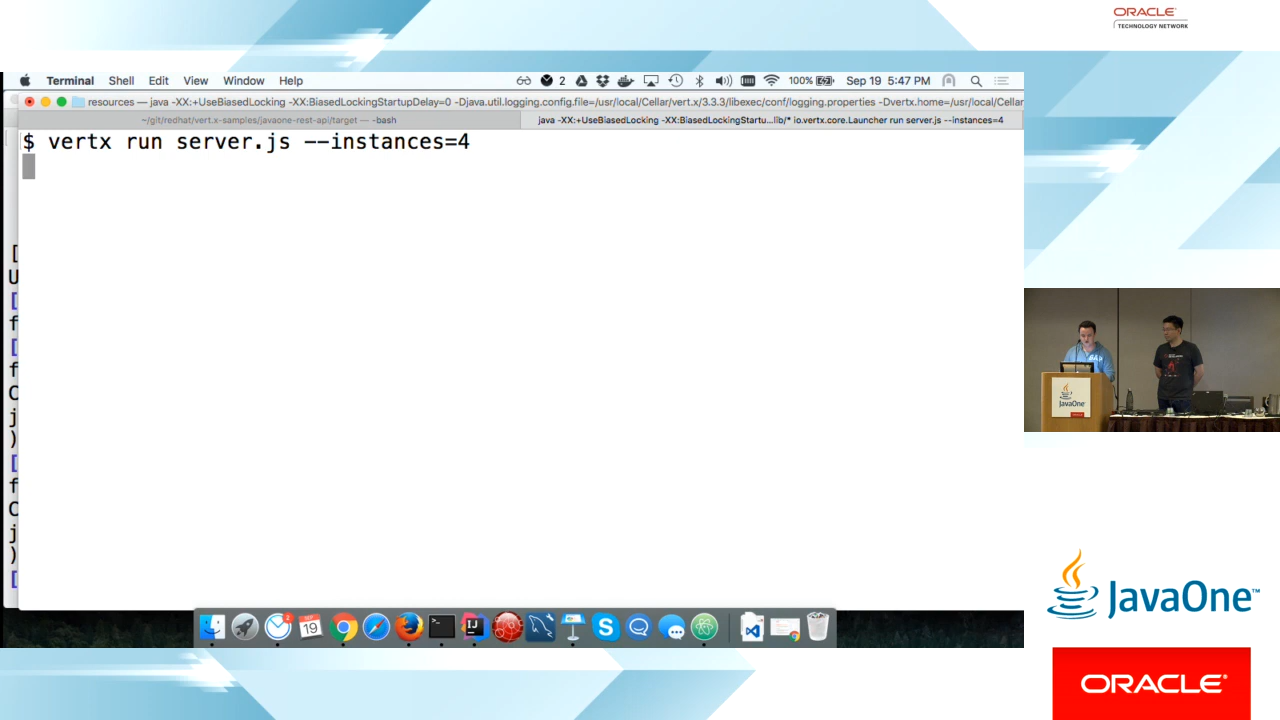 ORACLE
TECHNOLOGY NETWORK
Terminal Shell Edit View Window Help
2 100% Sep 19 5:47 PM
resources — java -XX:+UseBiasedLocking -XX:BiasedLockingStartupDelay=0 -Djava.util.logging.config.file=/usr/local/Cellar/vert.x/3.3.3/libexec/conf/logging.properties -Dvertx.home=/usr/local/Cellar
~/git/redhat/vert.x-samples/javaone-rest-api/target — -bash
java -XX:+UseBiasedLocking -XX:BiasedLockingStartu...lib/* io.vertx.core.Launcher run server.js --instances=4
$ vertx run server.js --instances=4
[
U
[
f
[
f
C
j
)
[
f
C
j
)
[
JavaOne
JavaOne™
19
IJ
ORACLE®